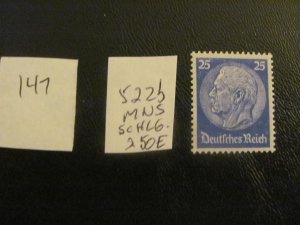 141
522b
MNS
SCHLG.
250E
25 25
Deutsches Reich